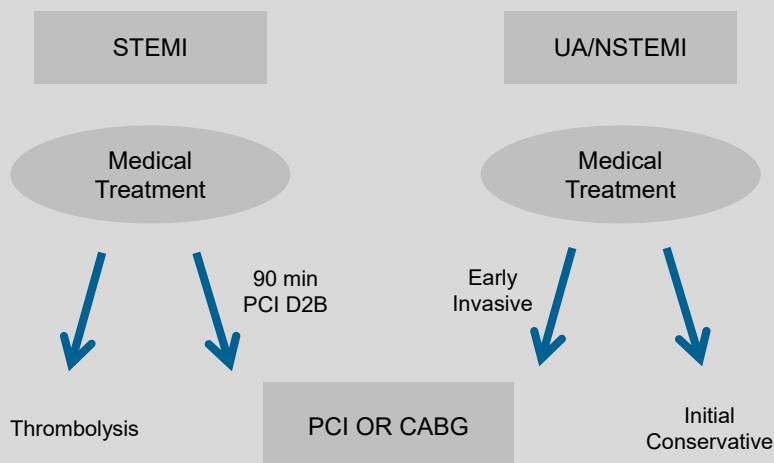 STEMI
UA/NSTEMI
Medical
Treatment
Medical
Treatment
90 min
PCI D2B
Early
Invasive
Thrombolysis
PCI OR CABG
Initial
Conservative